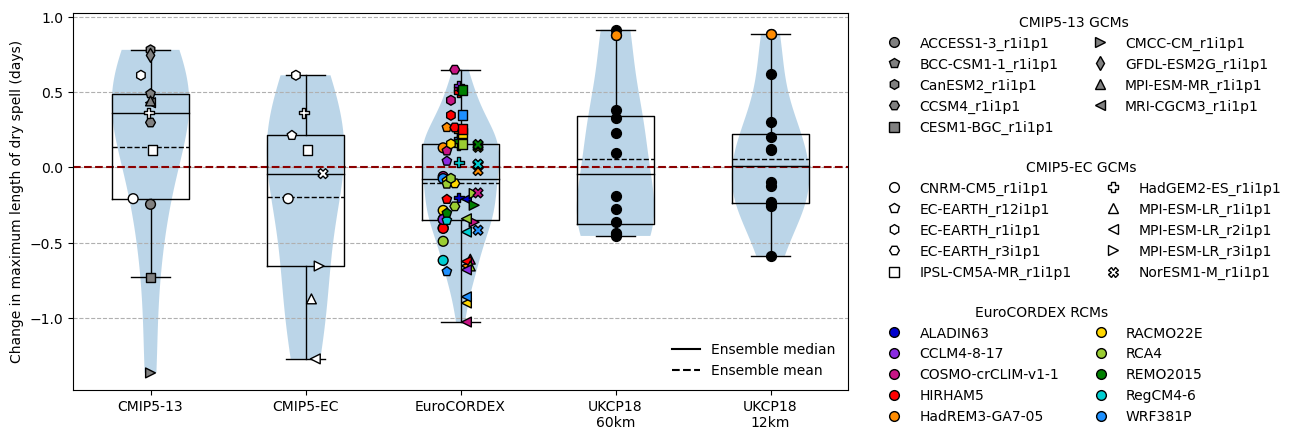 Change in maximum length of dry spell (days)
1.0
0.5
0.0
−0.5
−1.0
CMIP5-13
CMIP5-EC
EuroCORDEX
UKCP18
60km
UKCP18
12km
Ensemble median
Ensemble mean
CMIP5-13 GCMs
ACCESS1-3_r1i1p1
BCC-CSM1-1_r1i1p1
CanESM2_r1i1p1
CCSM4_r1i1p1
CESM1-BGC_r1i1p1
CMCC-CM_r1i1p1
GFDL-ESM2G_r1i1p1
MPI-ESM-MR_r1i1p1
MRI-CGCM3_r1i1p1
CMIP5-EC GCMs
CNRM-CM5_r1i1p1
EC-EARTH_r12i1p1
EC-EARTH_r1i1p1
EC-EARTH_r3i1p1
IPSL-CM5A-MR_r1i1p1
HadGEM2-ES_r1i1p1
MPI-ESM-LR_r1i1p1
MPI-ESM-LR_r2i1p1
MPI-ESM-LR_r3i1p1
NorESM1-M_r1i1p1
EuroCORDEX RCMs
ALADIN63
CCLM4-8-17
COSMO-crCLIM-v1-1
HIRHAM5
HadREM3-GA7-05
RACMO22E
RCA4
REMO2015
RegCM4-6
WRF381P